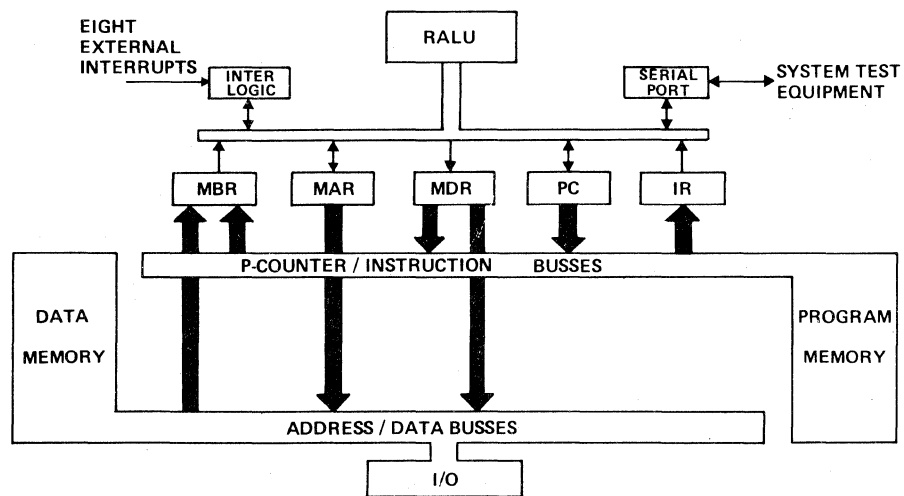 EIGHT
EXTERNAL
INTERRUPTS
RALU
INTER
LOGIC
SERIAL
PORT
SYSTEM TEST
EQUIPMENT
MBR
MAR
MDR
PC
IR
P-COUNTER / INSTRUCTION BUSSES
DATA
MEMORY
PROGRAM
MEMORY
ADDRESS / DATA BUSSES
I/O